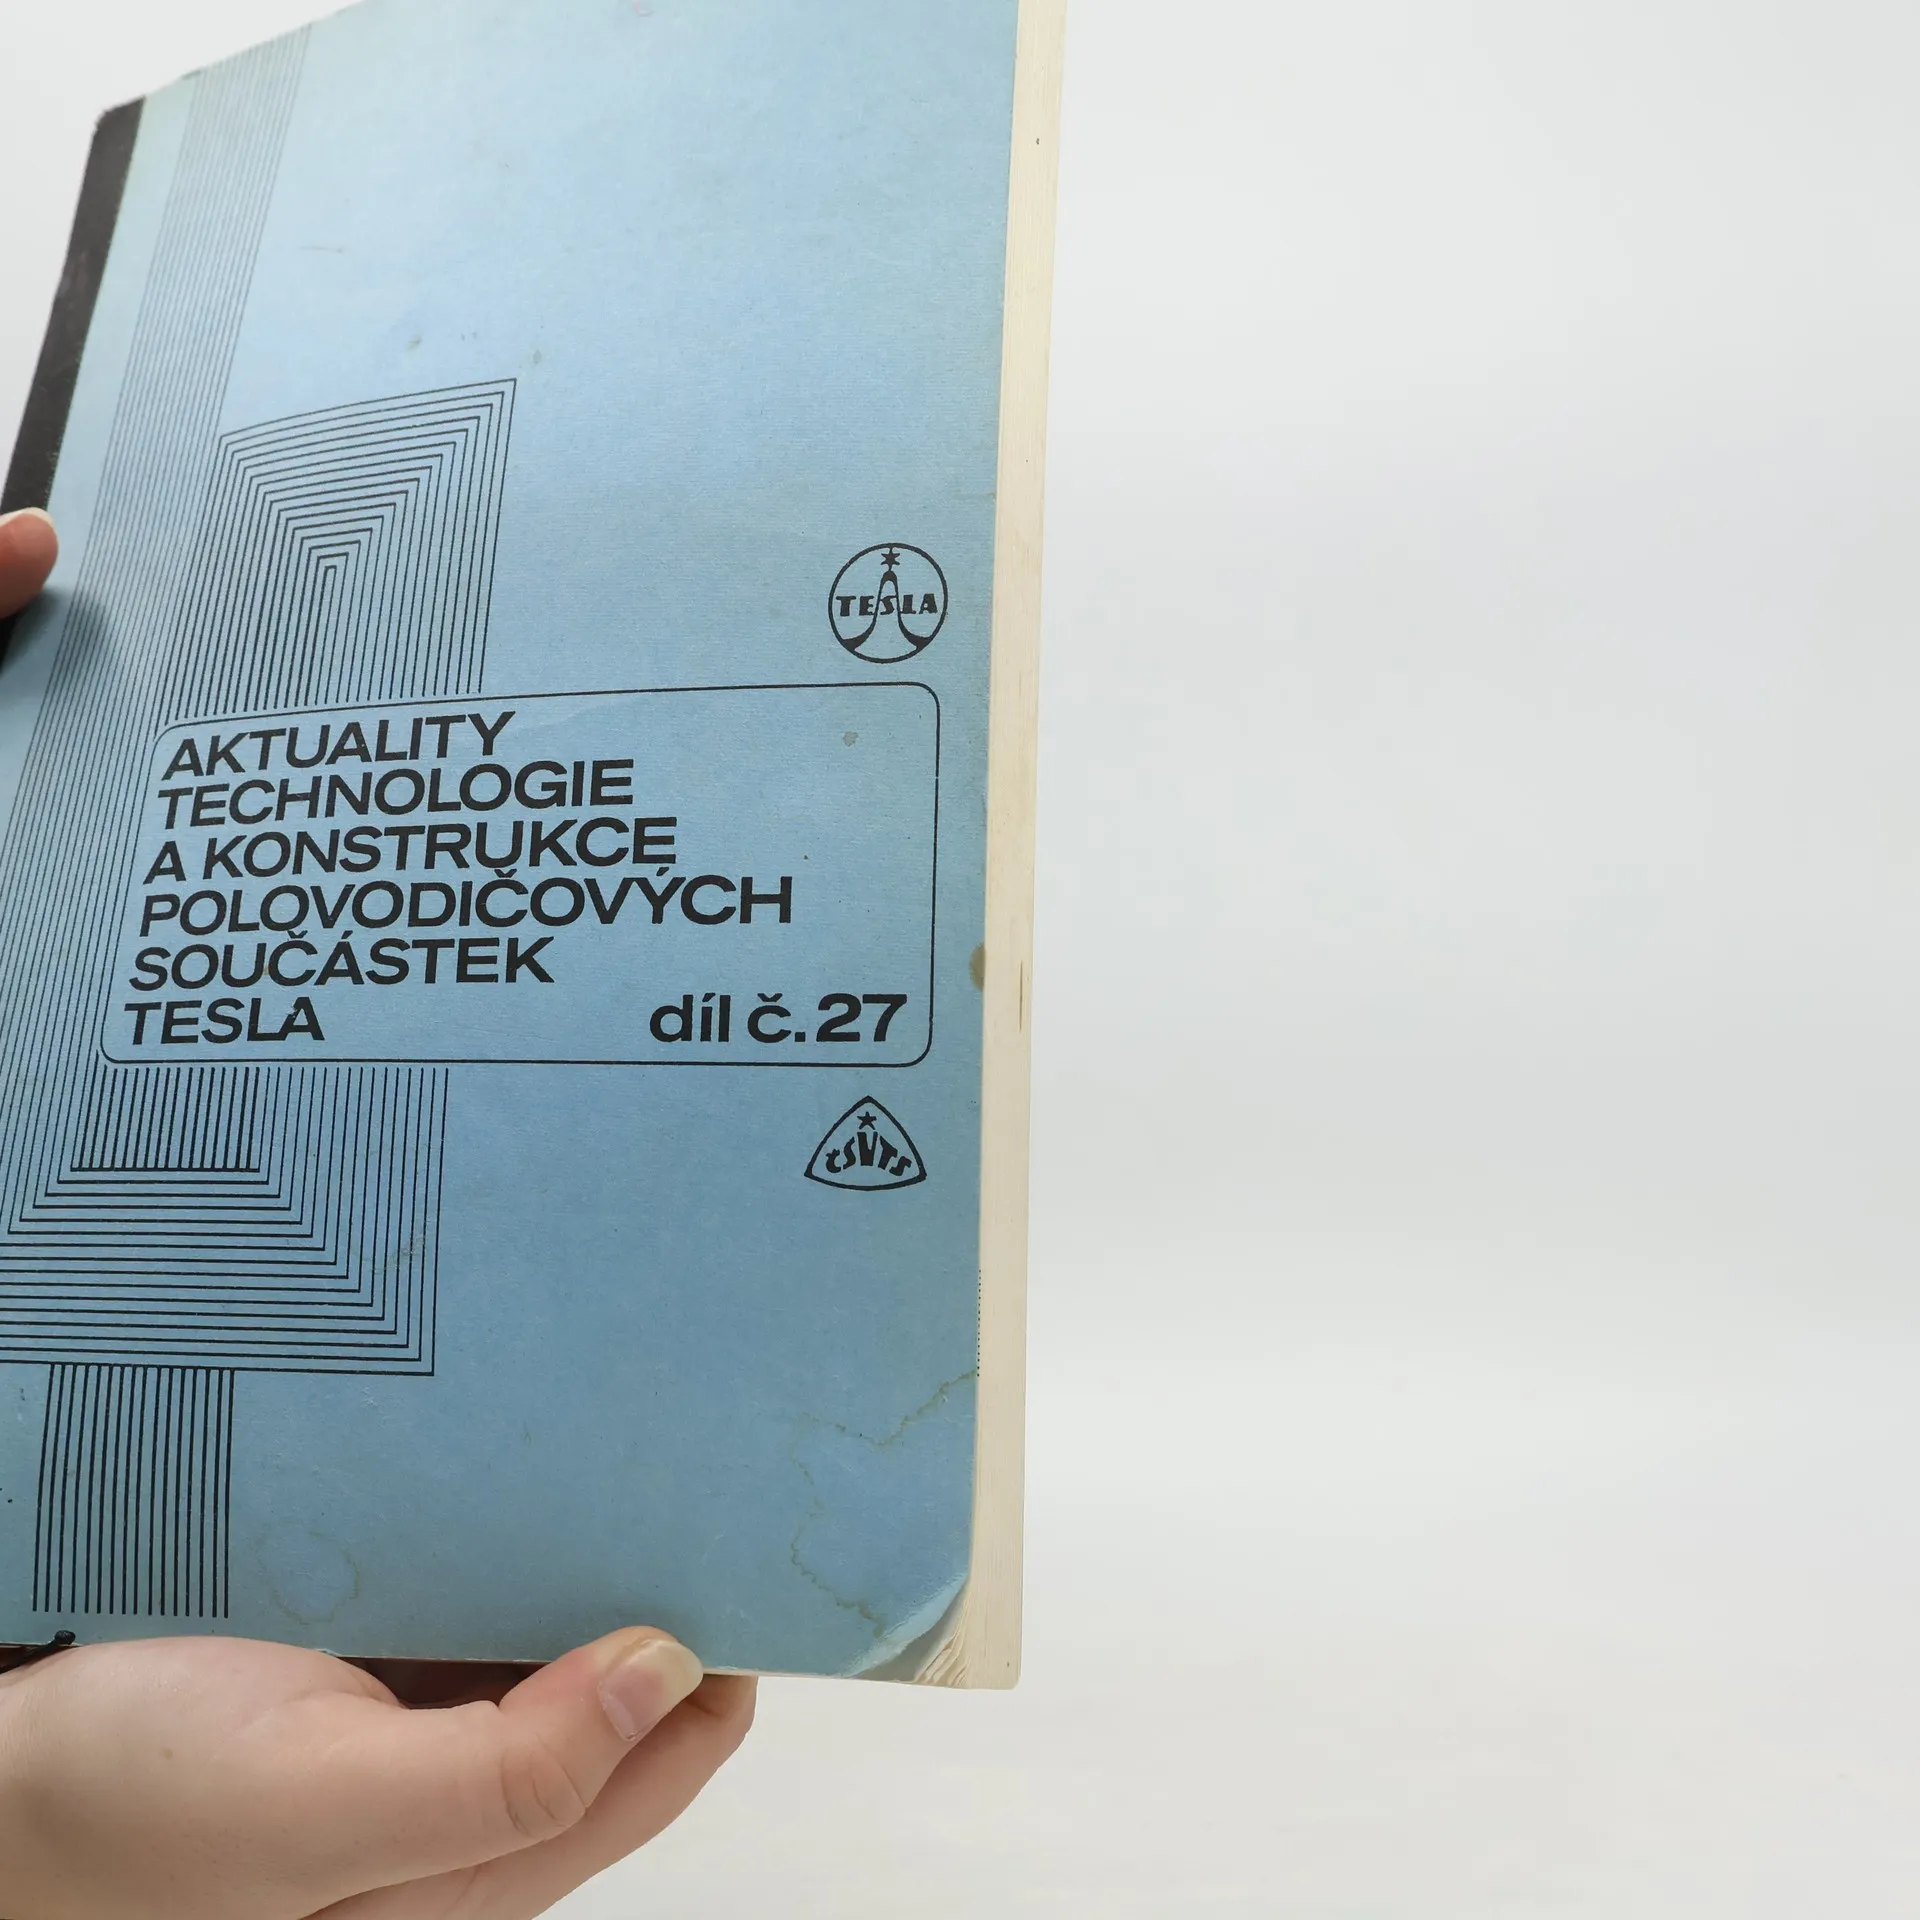 TESLA
AKTUALITY
TECHNOLOGIE
A KONSTRUKCE
POLOVODIČOVÝCH
SOUČÁSTEK
TESLA díl č. 27
ČSVTS